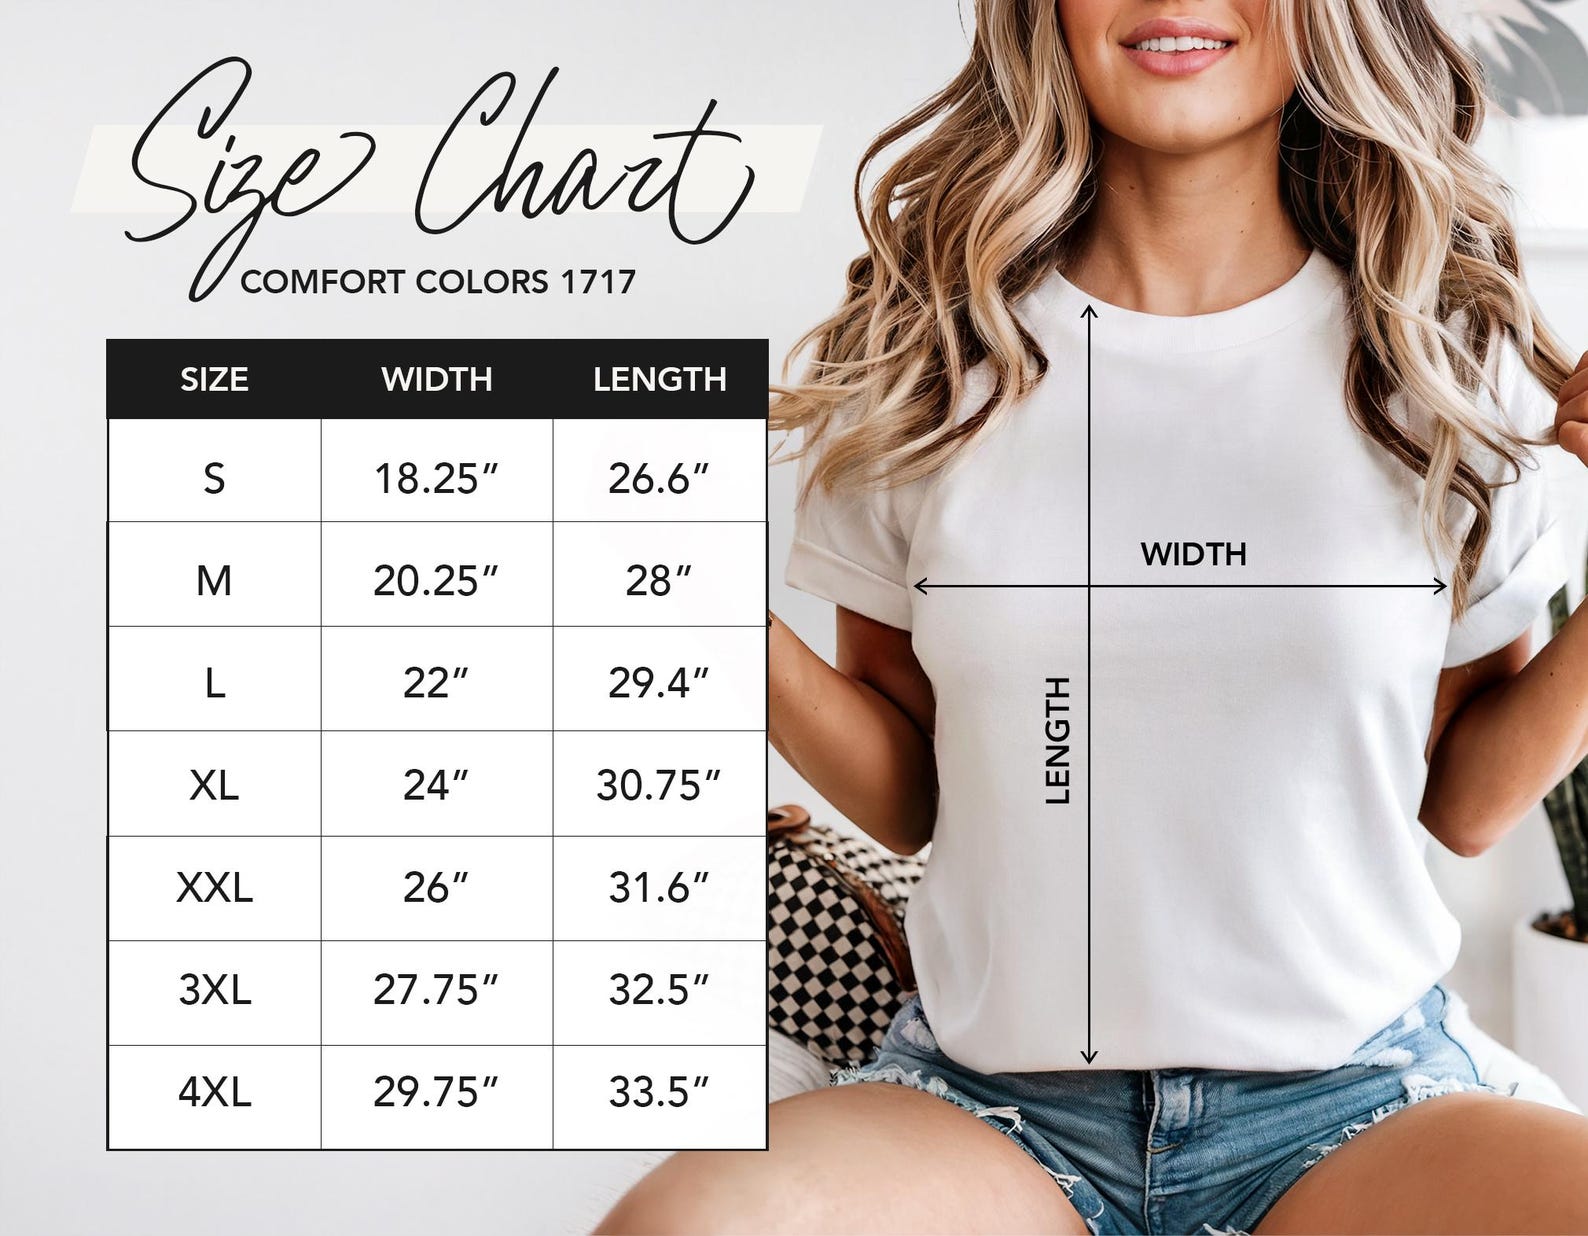 Size Chart
COMFORT COLORS 1717
SIZE WIDTH LENGTH
S 18.25” 26.6”
M 20.25” 28”
L 22” 29.4”
XL 24” 30.75”
XXL 26” 31.6”
3XL 27.75” 32.5”
4XL 29.75” 33.5”
WIDTH
LENGTH